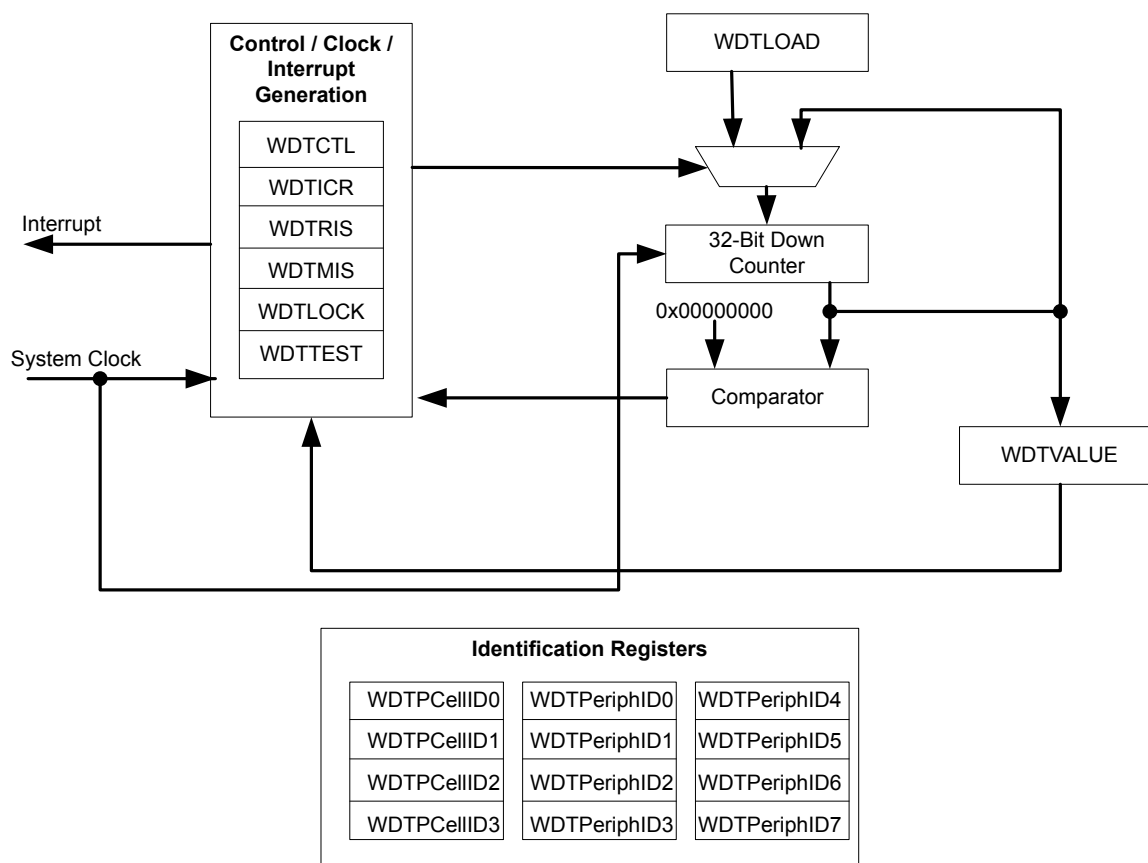 Control / Clock /
Interrupt
Generation
WDTCTL
WDTICR
WDTRIS
WDTMIS
WDTLOCK
WDTTEST
Interrupt
System Clock
WDTLOAD
32-Bit Down
Counter
0x00000000
Comparator
WDTVALUE
Identification Registers
WDTPCellID0
WDTPeriphID0
WDTPeriphID4
WDTPCellID1
WDTPeriphID1
WDTPeriphID5
WDTPCellID2
WDTPeriphID2
WDTPeriphID6
WDTPCellID3
WDTPeriphID3
WDTPeriphID7